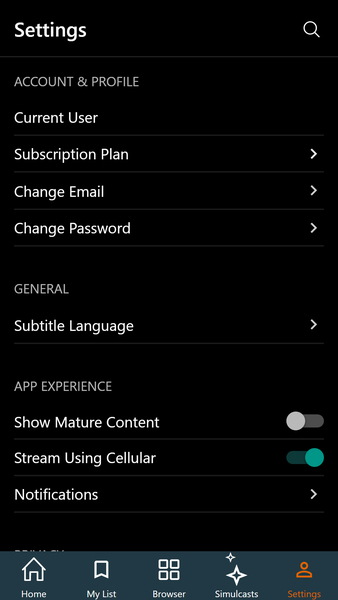 Settings
ACCOUNT & PROFILE
Current User
Subscription Plan
Change Email
Change Password
GENERAL
Subtitle Language
APP EXPERIENCE
Show Mature Content
Stream Using Cellular
Notifications
Home
My List
Browser
Simulcasts
Settings